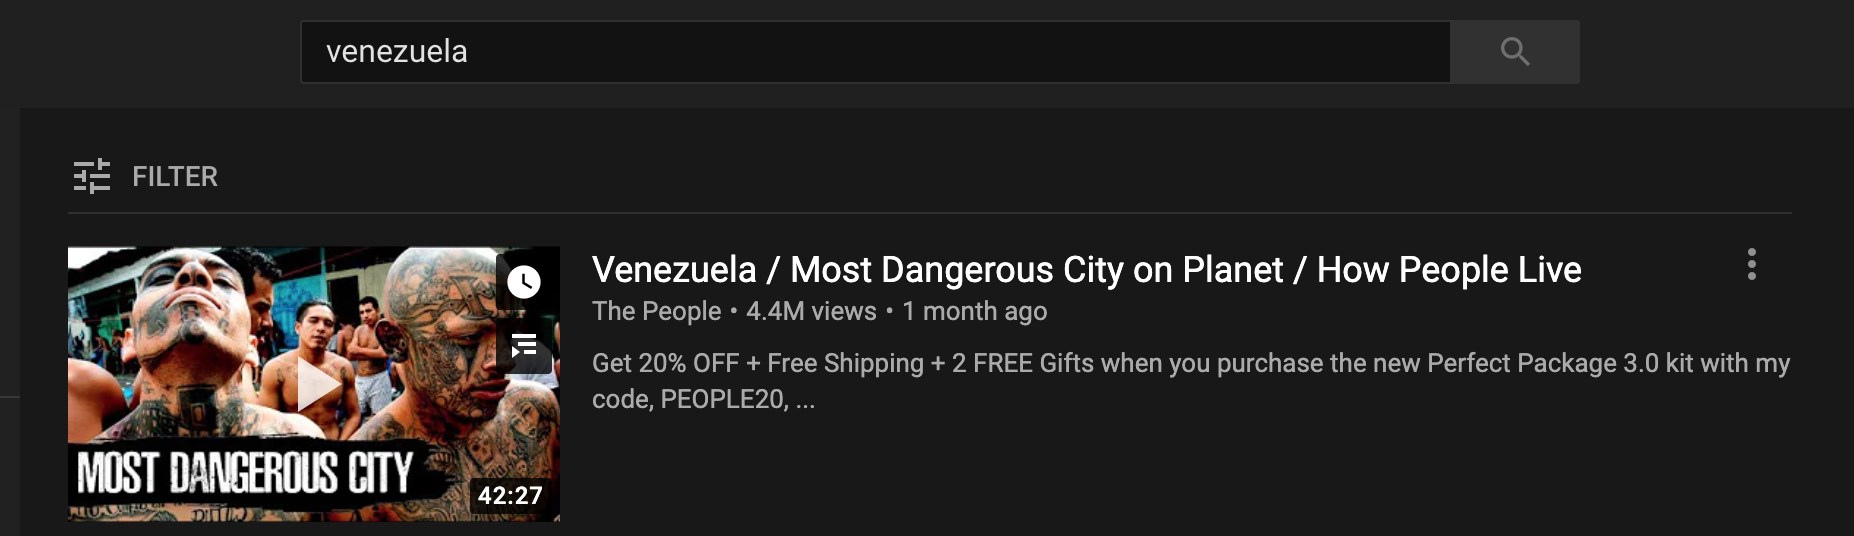 venezuela
FILTER
Venezuela / Most Dangerous City on Planet / How People Live
The People • 4.4M views • 1 month ago
Get 20% OFF + Free Shipping + 2 FREE Gifts when you purchase the new Perfect Package 3.0 kit with my
code, PEOPLE20, ...
MOST DANGEROUS CITY
42:27